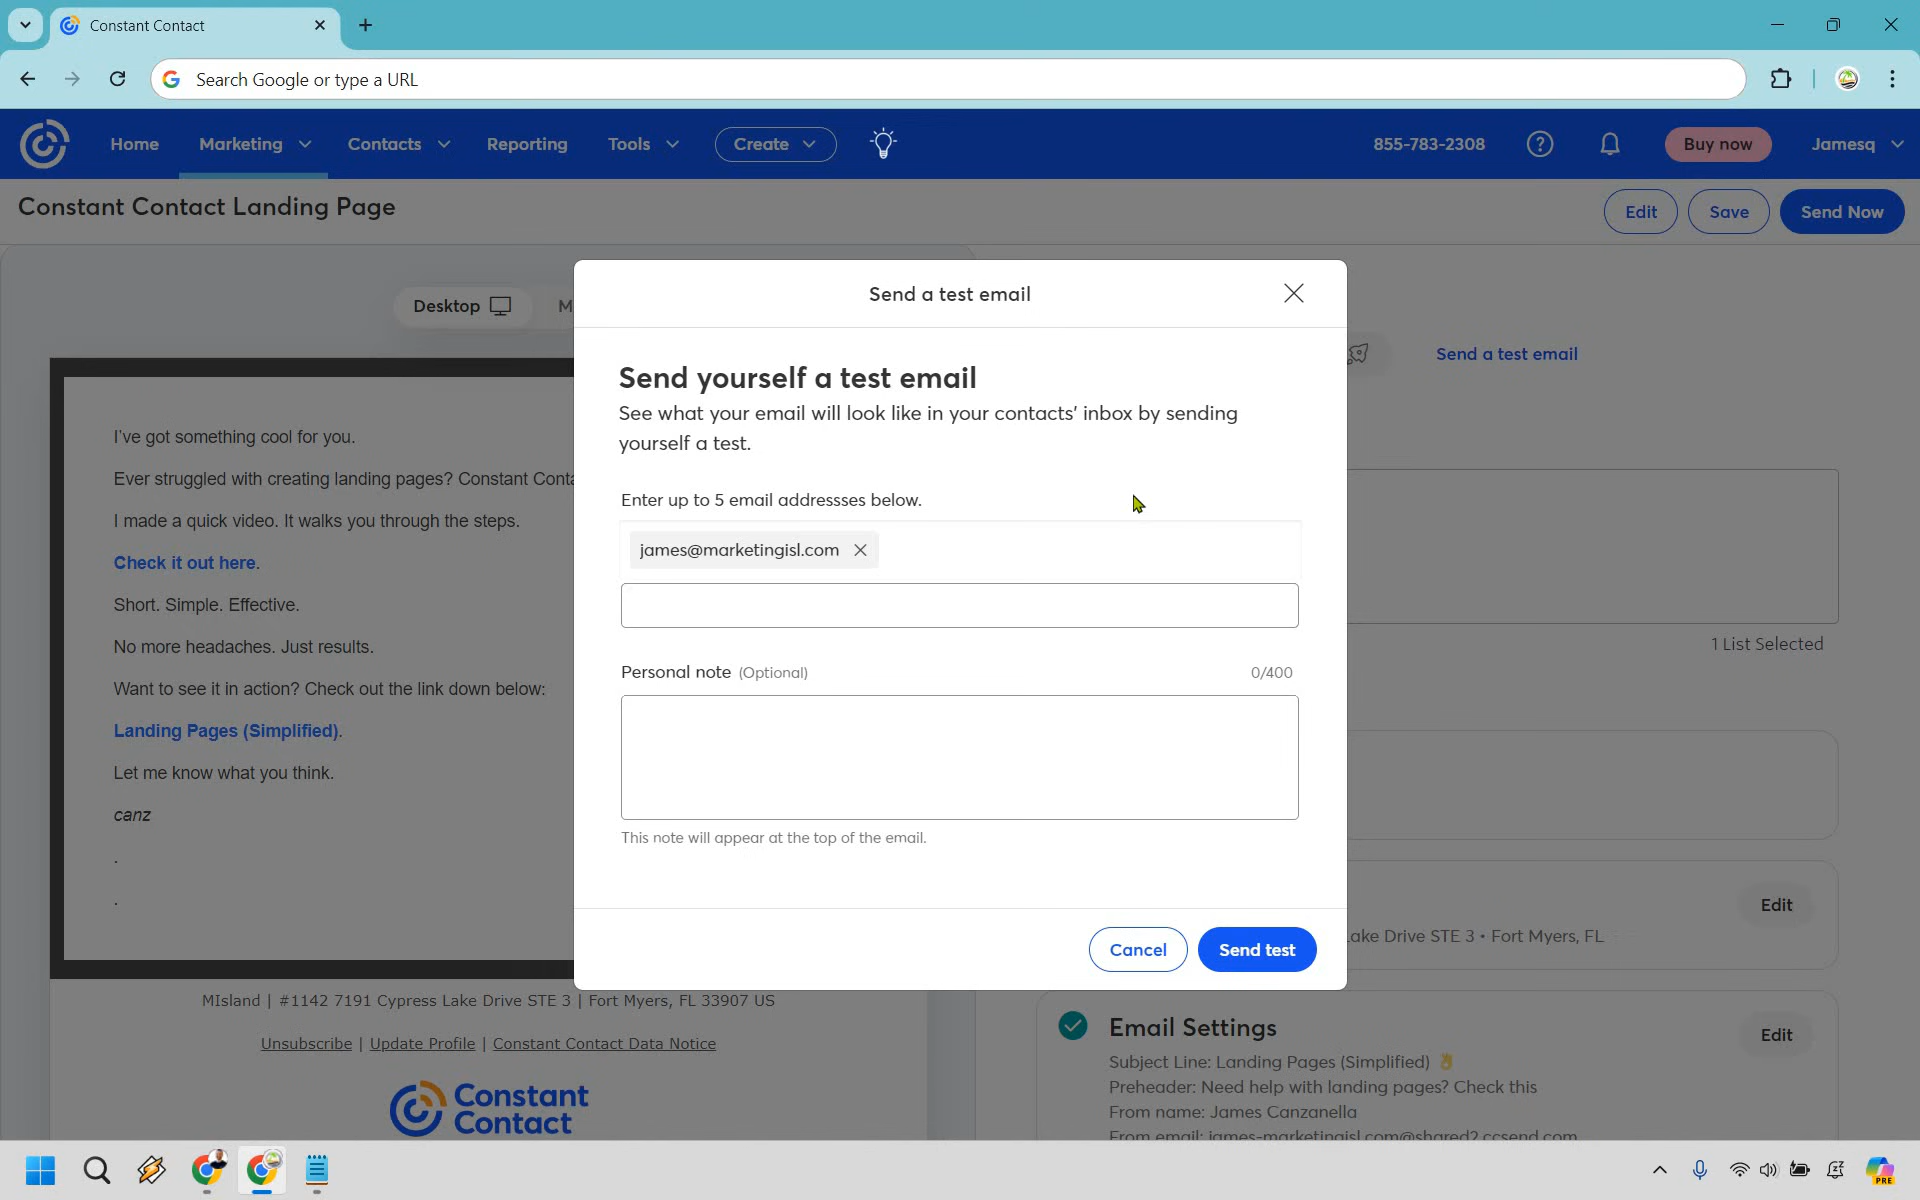 Constant Contact
Search Google or type a URL
Home
Marketing
Contacts
Reporting
Tools
Create
855-783-2308
Buy now
Jamesq
Constant Contact Landing Page
Edit
Save
Send Now
Desktop
M
Send a test email
Send a test email
Send yourself a test email
See what your email will look like in your contacts' inbox by sending
yourself a test.
Enter up to 5 email addressses below.
james@marketingisl.com
Personal note (Optional)
0/400
This note will appear at the top of the email.
Cancel
Send test
I've got something cool for you.
Ever struggled with creating landing pages? Constant Conta
I made a quick video. It walks you through the steps.
Check it out here.
Short. Simple. Effective.
No more headaches. Just results.
Want to see it in action? Check out the link down below:
Landing Pages (Simplified).
Let me know what you think.
canz
.
.
MIsland | #1142 7191 Cypress Lake Drive STE 3 | Fort Myers, FL 33907 US
Unsubscribe | Update Profile | Constant Contact Data Notice
Constant
Contact
1 List Selected
Edit
Lake Drive STE 3 • Fort Myers, FL
Email Settings
Edit
Subject Line: Landing Pages (Simplified) 👌
Preheader: Need help with landing pages? Check this
From name: James Canzanella
From email: james-marketingisl.com@shared2.ccsend.com
PRE